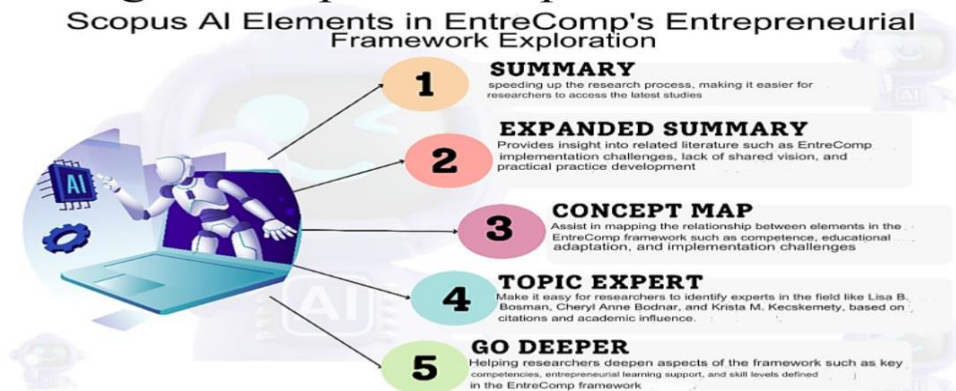 Scopus AI Elements in EntreComp's Entrepreneurial
Framework Exploration
1
SUMMARY
speeding up the research process, making it easier for
researchers to access the latest studies
2
EXPANDED SUMMARY
Provides insight into related literature such as EntreComp
implementation challenges, lack of shared vision, and
practical practice development
3
CONCEPT MAP
Assist in mapping the relationship between elements in the
EntreComp framework such as competence, educational
adaptation, and implementation challenges
4
TOPIC EXPERT
Make it easy for researchers to identify experts in the field like Lisa B.
Bosman, Cheryl Anne Bodnar, and Krista M. Kecskemety, based on
citations and academic influence.
5
GO DEEPER
Helping researchers deepen aspects of the framework such as key
competencies, entrepreneurial learning support, and skill levels defined
in the EntreComp framework
AI
AI
AI